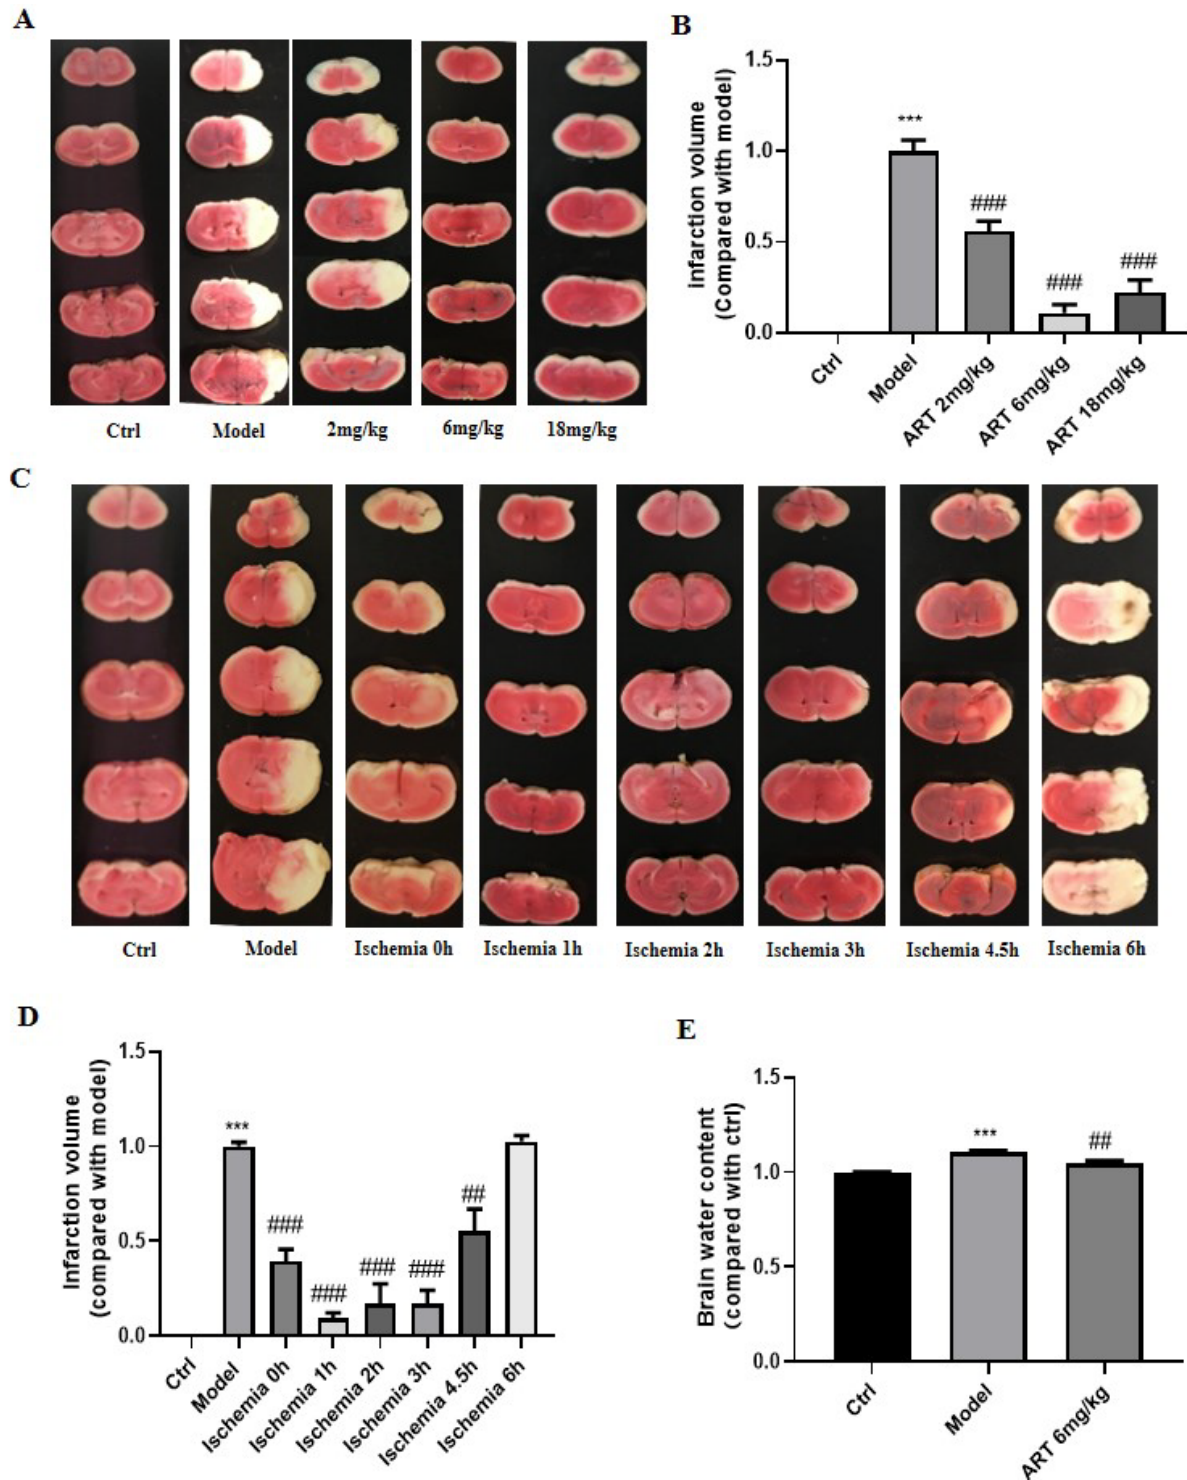 A
Ctrl
Model
2mg/kg
6mg/kg
18mg/kg
B
infarction volume
(Compared with model)
1.5
1.0
0.5
0.0
***
###
###
###
Ctrl
Model
ART 2mg/kg
ART 6mg/kg
ART 18mg/kg
C
Ctrl
Model
Ischemia 0h
Ischemia 1h
Ischemia 2h
Ischemia 3h
Ischemia 4.5h
Ischemia 6h
D
Infarction volume
(compared with model)
1.5
1.0
0.5
0.0
***
###
###
###
###
##
Ctrl
Model
Ischemia 0h
Ischemia 1h
Ischemia 2h
Ischemia 3h
Ischemia 4.5h
Ischemia 6h
E
Brain water content
(compared with ctrl)
1.5
1.0
0.5
0.0
***
##
Ctrl
Model
ART 6mg/kg